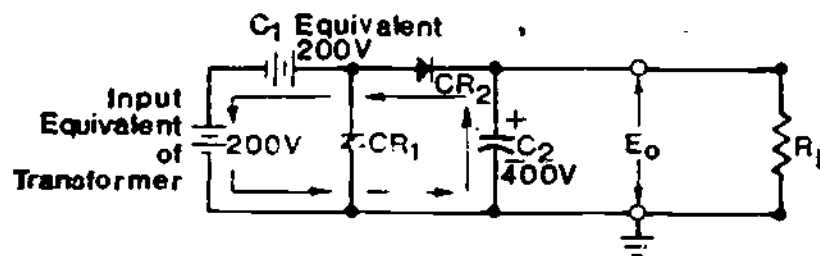 C1 Equivalent
200V
Input
Equivalent
of
Transformer
200V
CR2
CR1
+
C2
400V
Eo
RL